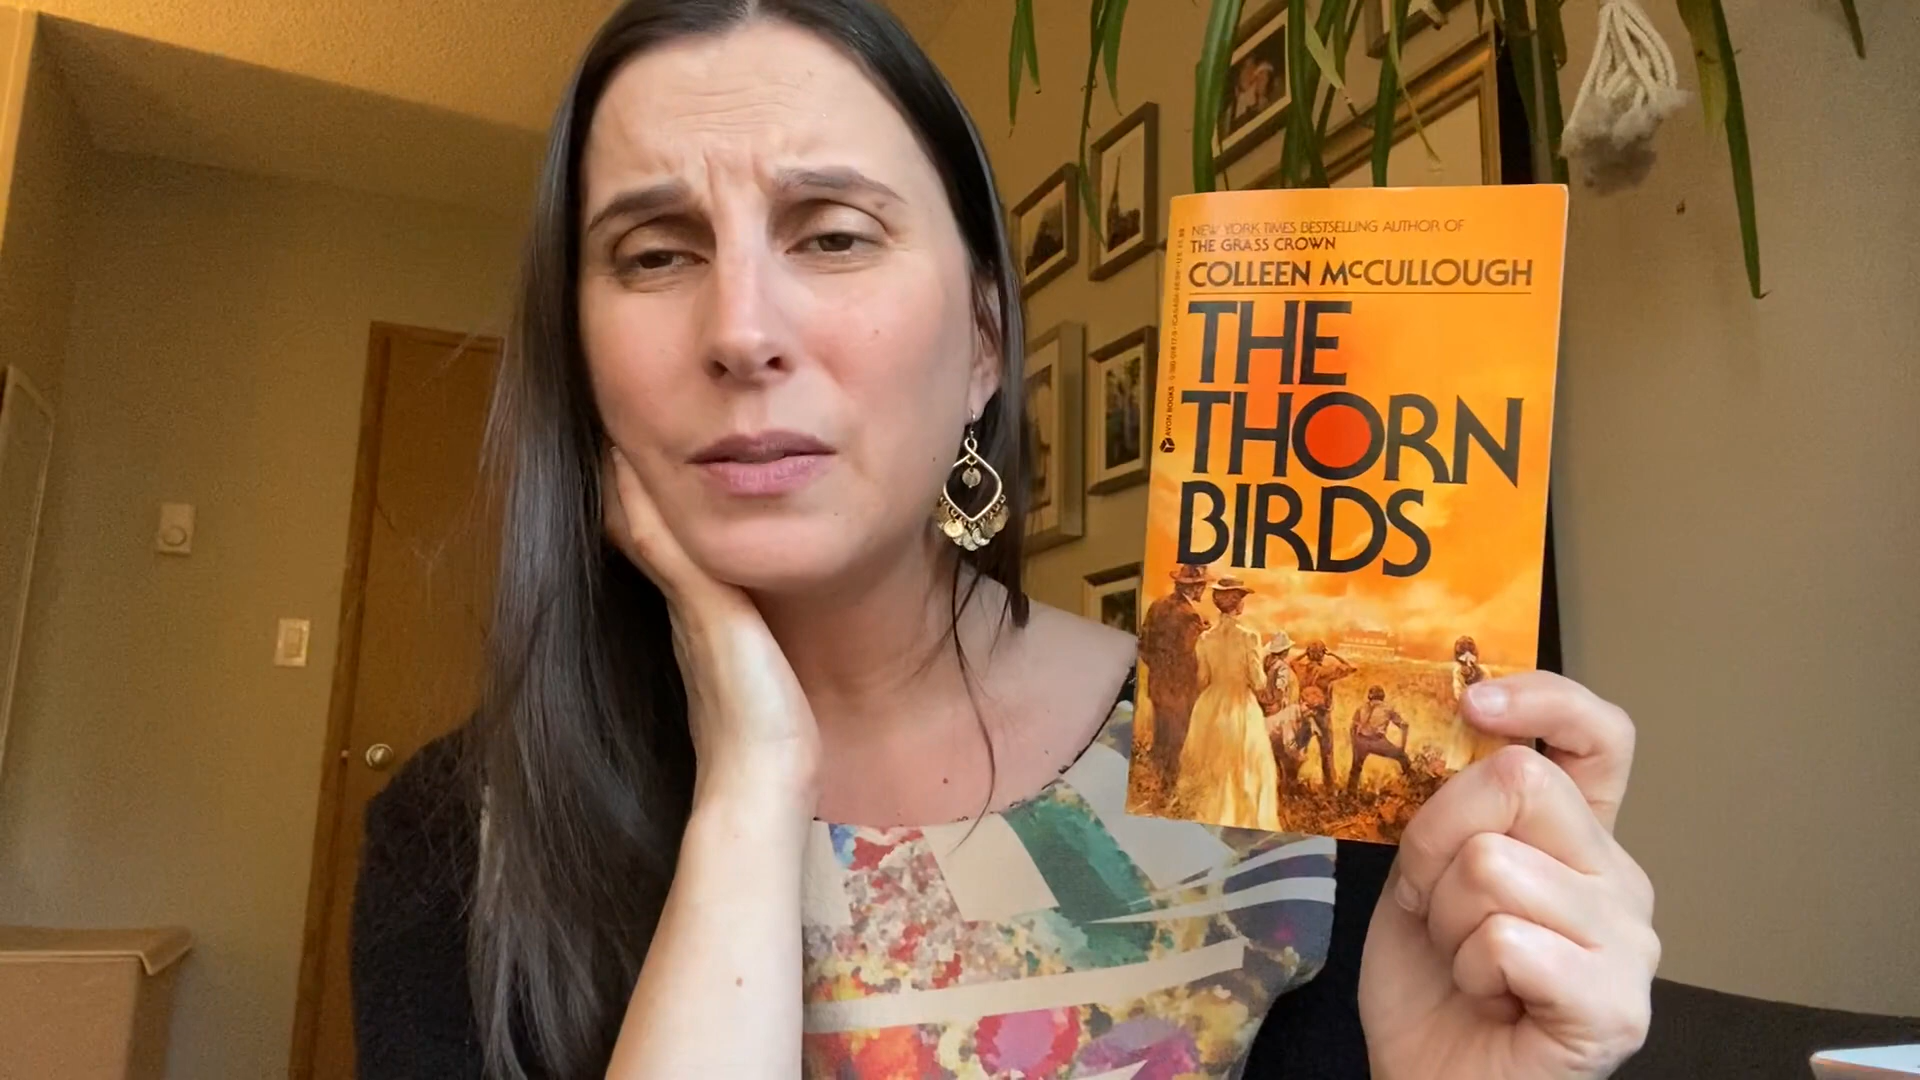 NEW YORK TIMES BESTSELLING AUTHOR OF
THE GRASS CROWN
COLLEEN McCULLOUGH
THE
THORN
BIRDS
AVON BOOKS